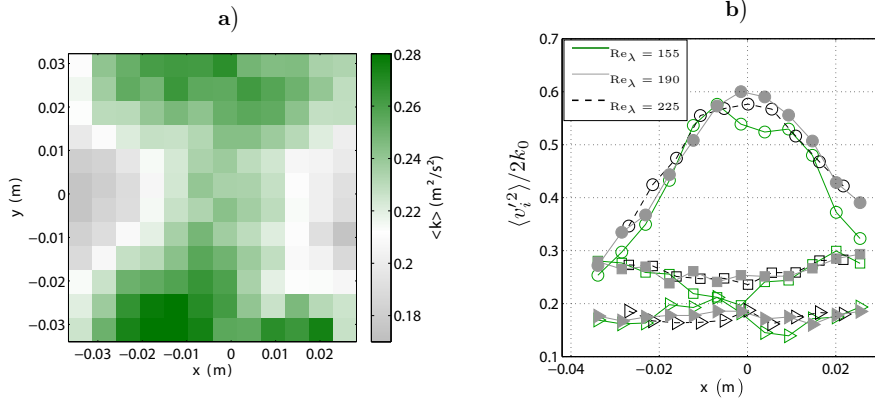 a)
0.03
0.02
0.01
0
−0.01
−0.02
−0.03
y (m)
−0.03 −0.02 −0.01 0 0.01 0.02
x (m)
0.28
0.26
0.24
0.22
0.2
0.18
<k> (m²/s²)
b)
0.7
0.6
0.5
0.4
0.3
0.2
0.1
⟨v′ᵢ²⟩/2k₀
Re_λ = 155
Re_λ = 190
Re_λ = 225
−0.04 −0.02 0 0.02
x (m)